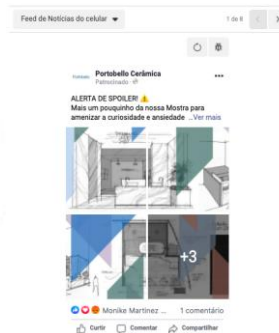 Feed de Notícias do celular
1 de 8
Portobello Cerâmica
Patrocinado
ALERTA DE SPOILER! ⚠️
Mais um pouquinho da nossa Mostra para
amenizar a curiosidade e ansiedade ...Ver mais
+3
Monike Martinez ...
1 comentário
Curtir
Comentar
Compartilhar